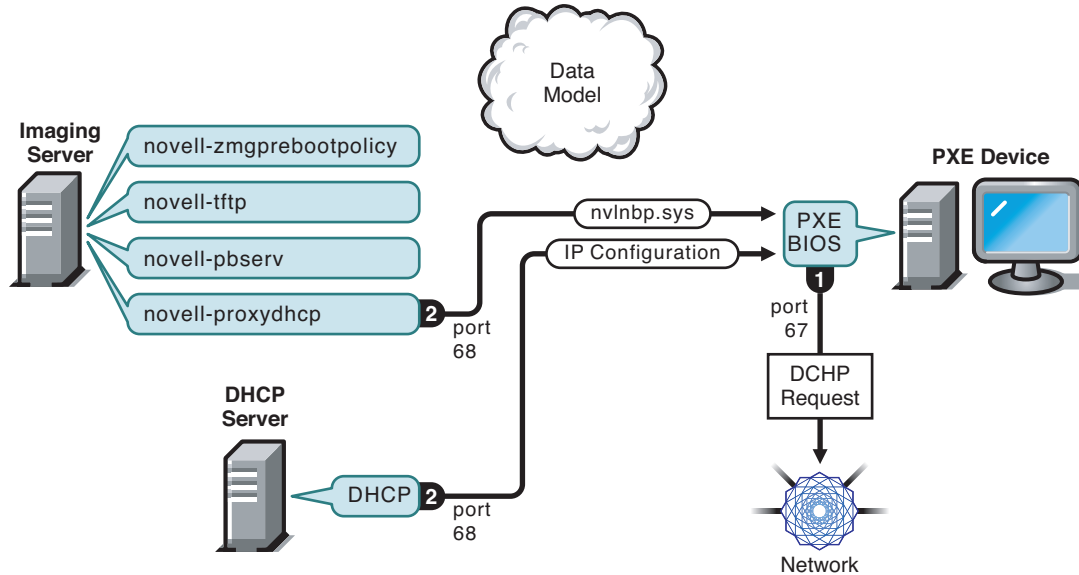 Data
Model
Imaging
Server
novell-zmgprebootpolicy
novell-tftp
novell-pbserv
novell-proxydhcp
2
port
68
nvlnbp.sys
IP Configuration
PXE
BIOS
1
port
67
PXE Device
DCHP
Request
Network
DHCP
Server
DHCP
2
port
68